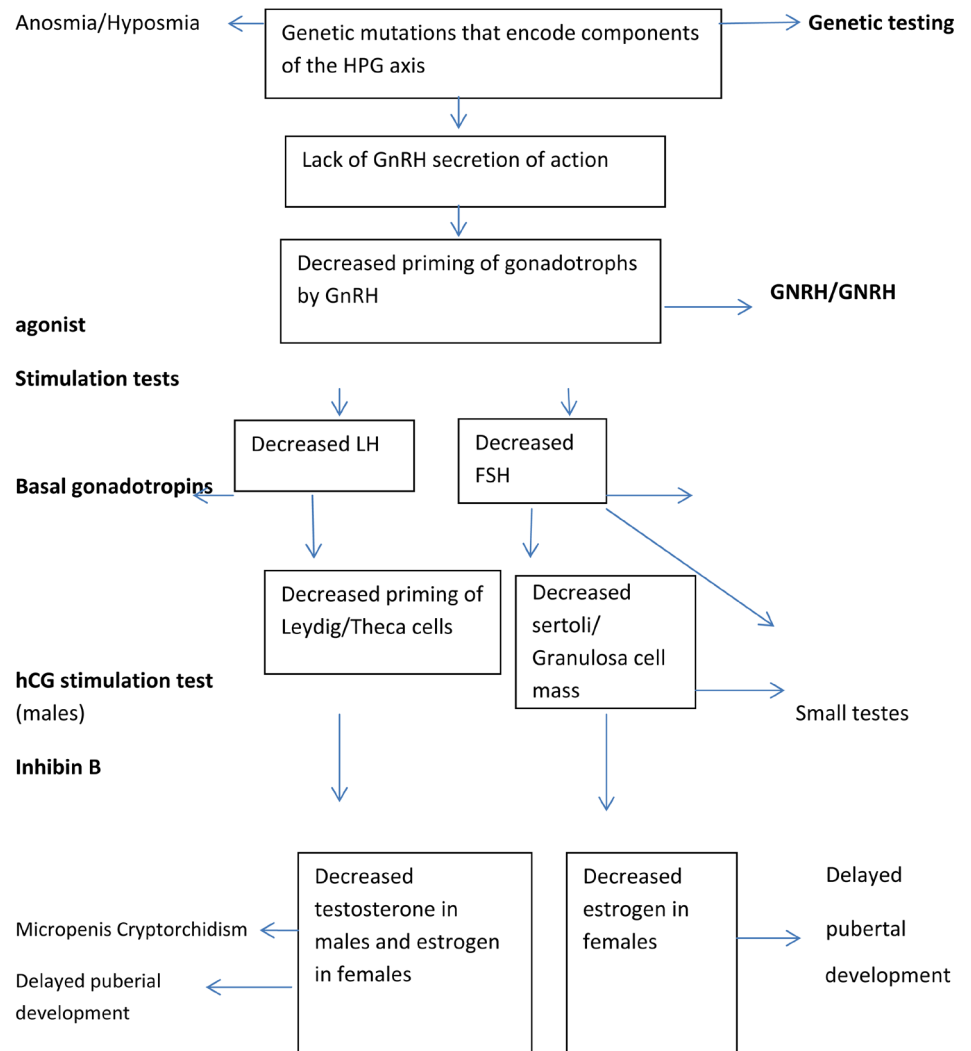 Anosmia/Hyposmia
Genetic mutations that encode components
of the HPG axis
Genetic testing
Lack of GnRH secretion of action
Decreased priming of gonadotrophs
by GnRH
GNRH/GNRH
agonist
Stimulation tests
Decreased LH
Decreased
FSH
Basal gonadotropins
Decreased priming of
Leydig/Theca cells
Decreased
sertoli/
Granulosa cell
mass
hCG stimulation test
(males)
Small testes
Inhibin B
Decreased
testosterone in
males and estrogen
in females
Decreased
estrogen in
females
Delayed
pubertal
development
Micropenis Cryptorchidism
Delayed puberial
development